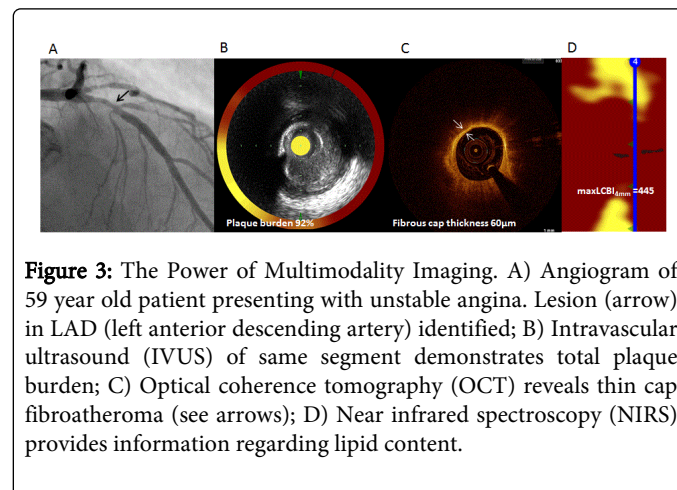 A B C D
4
Plaque burden 92%
Fibrous cap thickness 60µm
1 mm
maxLCBI4mm =445
Figure 3: The Power of Multimodality Imaging. A) Angiogram of
59 year old patient presenting with unstable angina. Lesion (arrow)
in LAD (left anterior descending artery) identified; B) Intravascular
ultrasound (IVUS) of same segment demonstrates total plaque
burden; C) Optical coherence tomography (OCT) reveals thin cap
fibroatheroma (see arrows); D) Near infrared spectroscopy (NIRS)
provides information regarding lipid content.